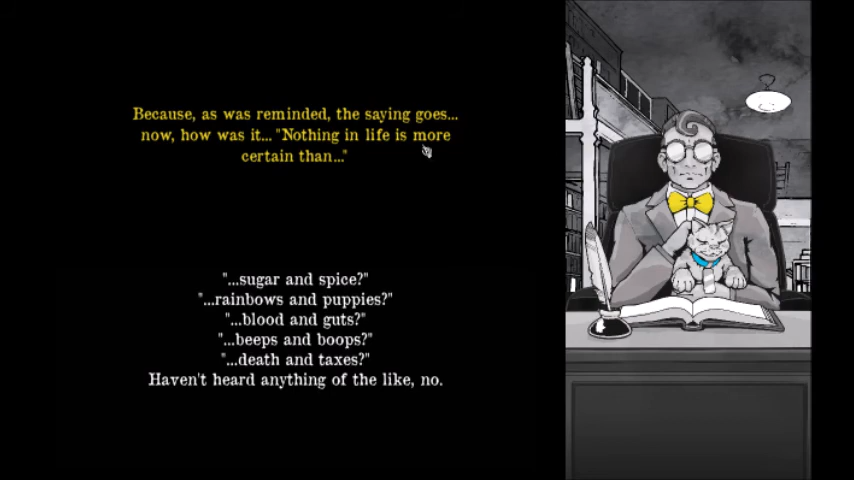 Because, as was reminded, the saying goes...
now, how was it... "Nothing in life is more
certain than..."
"...sugar and spice?"
"...rainbows and puppies?"
"...blood and guts?"
"...beeps and boops?"
"...death and taxes?"
Haven't heard anything of the like, no.